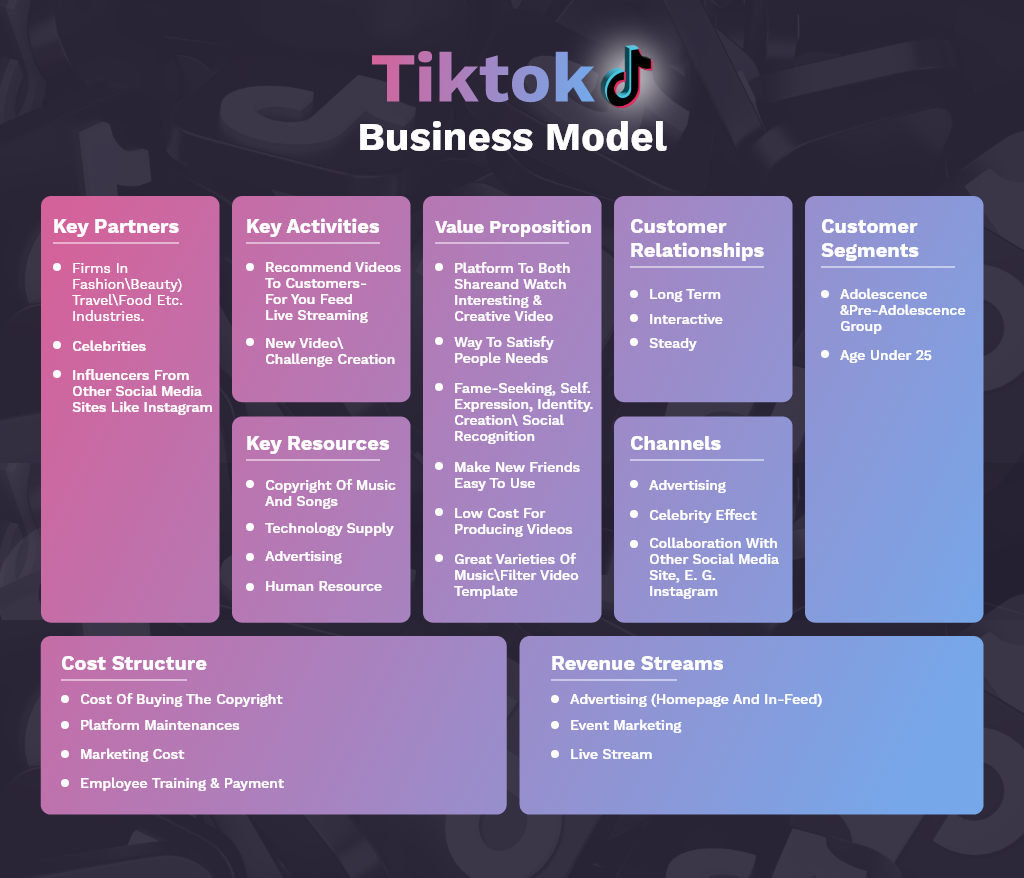 Tiktok
Business Model
Key Partners
Firms In
Fashion\Beauty)
Travel\Food Etc.
Industries.
Celebrities
Influencers From
Other Social Media
Sites Like Instagram
Key Activities
Recommend Videos
To Customers-
For You Feed
Live Streaming
New Video\
Challenge Creation
Key Resources
Copyright Of Music
And Songs
Technology Supply
Advertising
Human Resource
Value Proposition
Platform To Both
Shareand Watch
Interesting &
Creative Video
Way To Satisfy
People Needs
Fame-Seeking, Self.
Expression, Identity.
Creation\ Social
Recognition
Make New Friends
Easy To Use
Low Cost For
Producing Videos
Great Varieties Of
Music\Filter Video
Template
Customer
Relationships
Long Term
Interactive
Steady
Channels
Advertising
Celebrity Effect
Collaboration With
Other Social Media
Site, E. G.
Instagram
Customer
Segments
Adolescence
&Pre-Adolescence
Group
Age Under 25
Cost Structure
Cost Of Buying The Copyright
Platform Maintenances
Marketing Cost
Employee Training & Payment
Revenue Streams
Advertising (Homepage And In-Feed)
Event Marketing
Live Stream